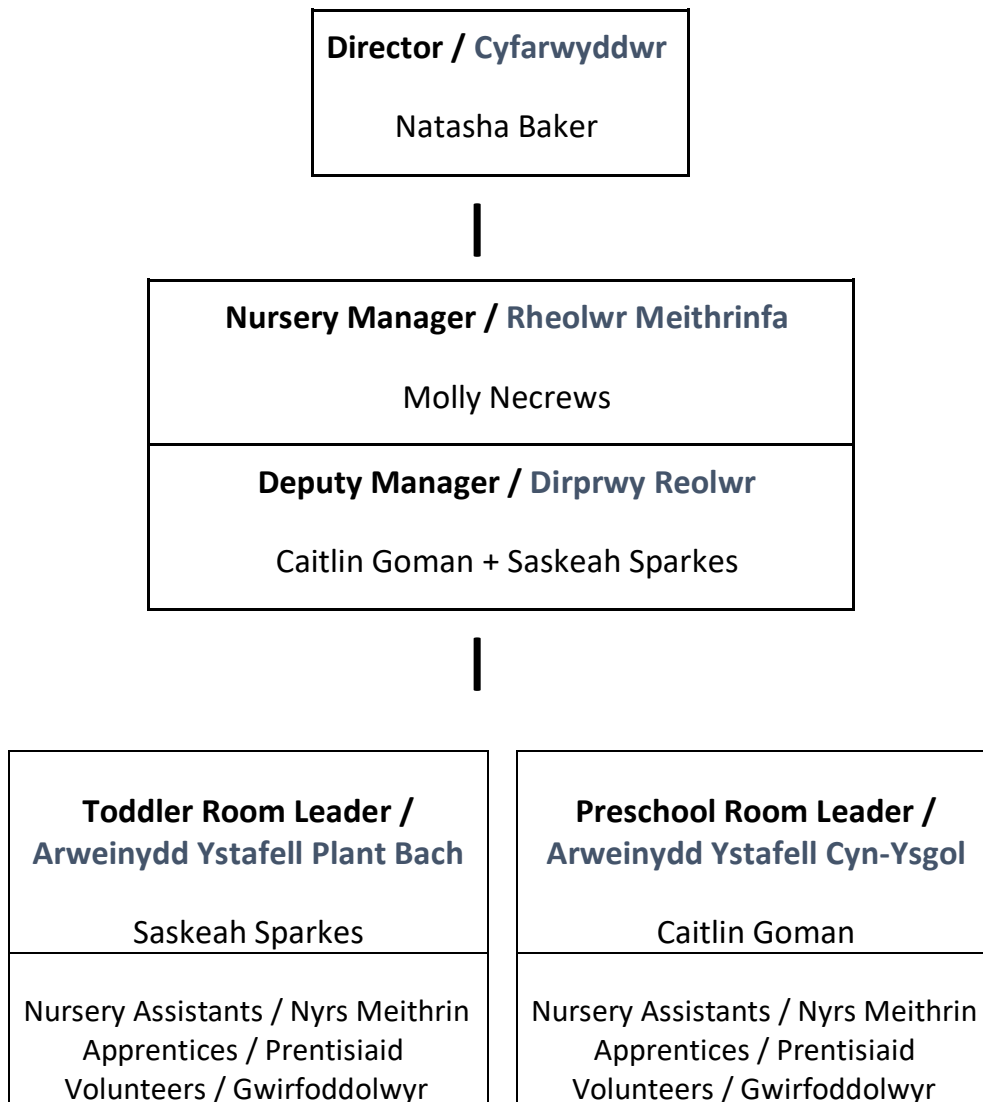 Director / Cyfarwyddwr
Natasha Baker
Nursery Manager / Rheolwr Meithrinfa
Molly Necrews
Deputy Manager / Dirprwy Reolwr
Caitlin Goman + Saskeah Sparkes
Toddler Room Leader /
Arweinydd Ystafell Plant Bach
Saskeah Sparkes
Nursery Assistants / Nyrs Meithrin
Apprentices / Prentisiaid
Volunteers / Gwirfoddolwyr
Preschool Room Leader /
Arweinydd Ystafell Cyn-Ysgol
Caitlin Goman
Nursery Assistants / Nyrs Meithrin
Apprentices / Prentisiaid
Volunteers / Gwirfoddolwyr